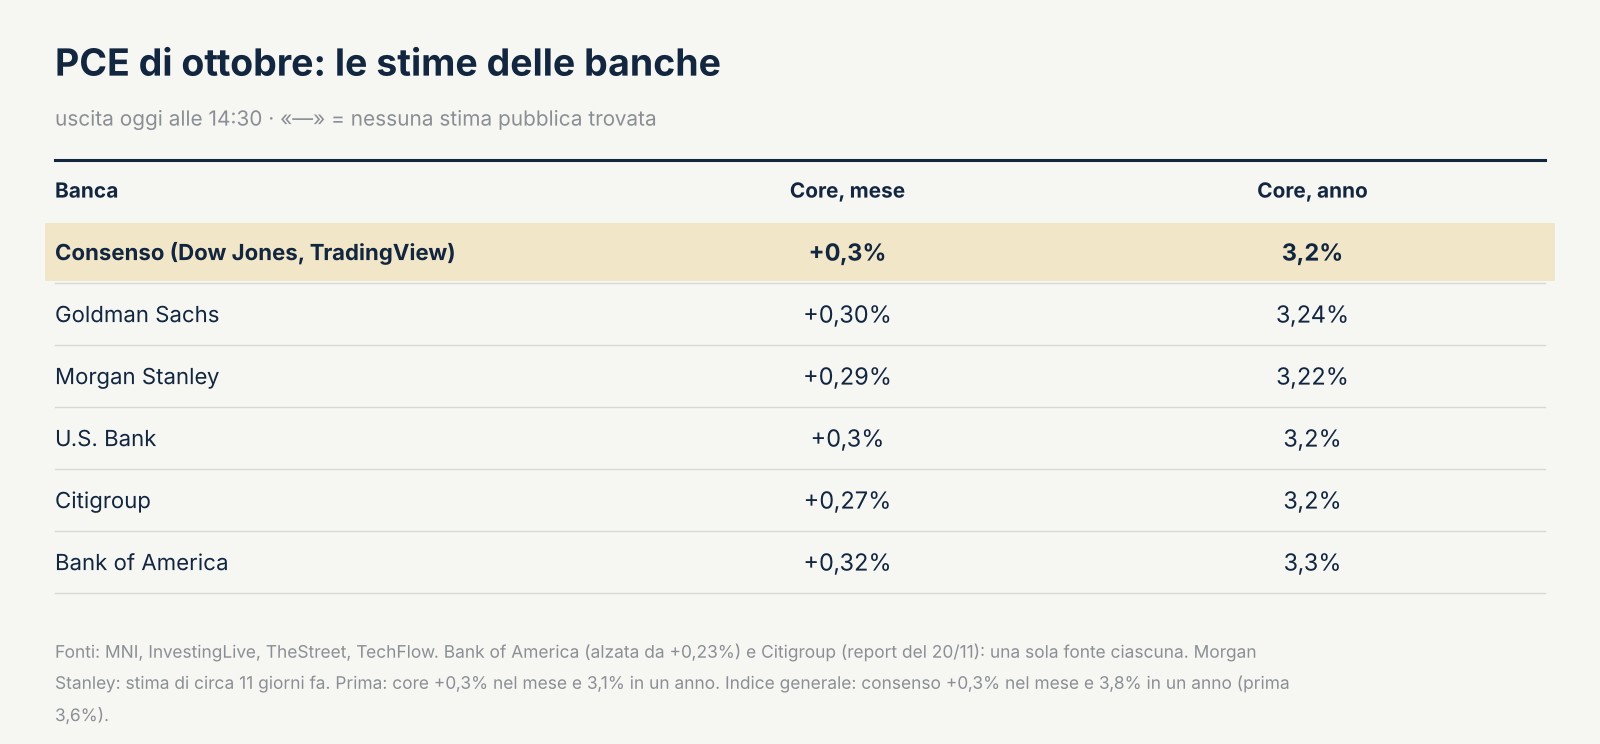 PCE di ottobre: le stime delle banche
uscita oggi alle 14:30 · «—» = nessuna stima pubblica trovata
Banca Core, mese Core, anno
Consenso (Dow Jones, TradingView) +0,3% 3,2%
Goldman Sachs +0,30% 3,24%
Morgan Stanley +0,29% 3,22%
U.S. Bank +0,3% 3,2%
Citigroup +0,27% 3,2%
Bank of America +0,32% 3,3%
Fonti: MNI, InvestingLive, TheStreet, TechFlow. Bank of America (alzata da +0,23%) e Citigroup (report del 20/11): una sola fonte ciascuna. Morgan
Stanley: stima di circa 11 giorni fa. Prima: core +0,3% nel mese e 3,1% in un anno. Indice generale: consenso +0,3% nel mese e 3,8% in un anno (prima
3,6%).